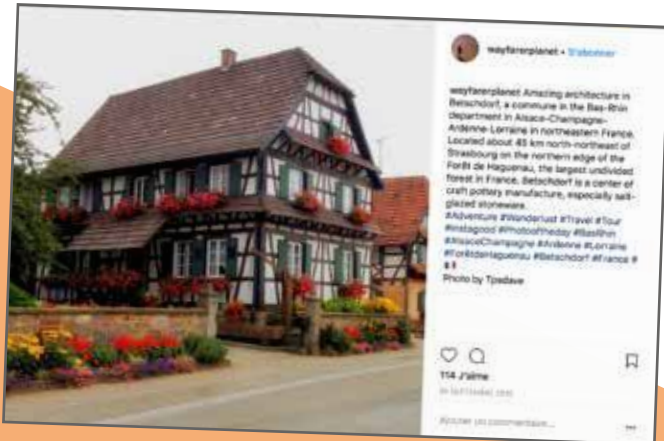 wayfarerplanet • S'abonner
wayfarerplanet Amazing architecture in
Betschdorf, a commune in the Bas-Rhin
department in Alsace-Champagne-
Ardenne-Lorraine in northeastern France.
Located about 45 km north-northeast of
Strasbourg on the northern edge of the
Forêt de Haguenau, the largest undivided
forest in France, Betschdorf is a center of
craft pottery manufacture, especially salt-
glazed stoneware.
#Adventure #Wanderlust #Travel #Tour
#instagood #Photooftheday #BasRhin
#AlsaceChampagne #Ardenne #Lorraine
#ForêtdeHaguenau #Betschdorf #France #
Photo by Tpadave
114 J'aime
SEPTEMBRE
Ajouter un commentaire...